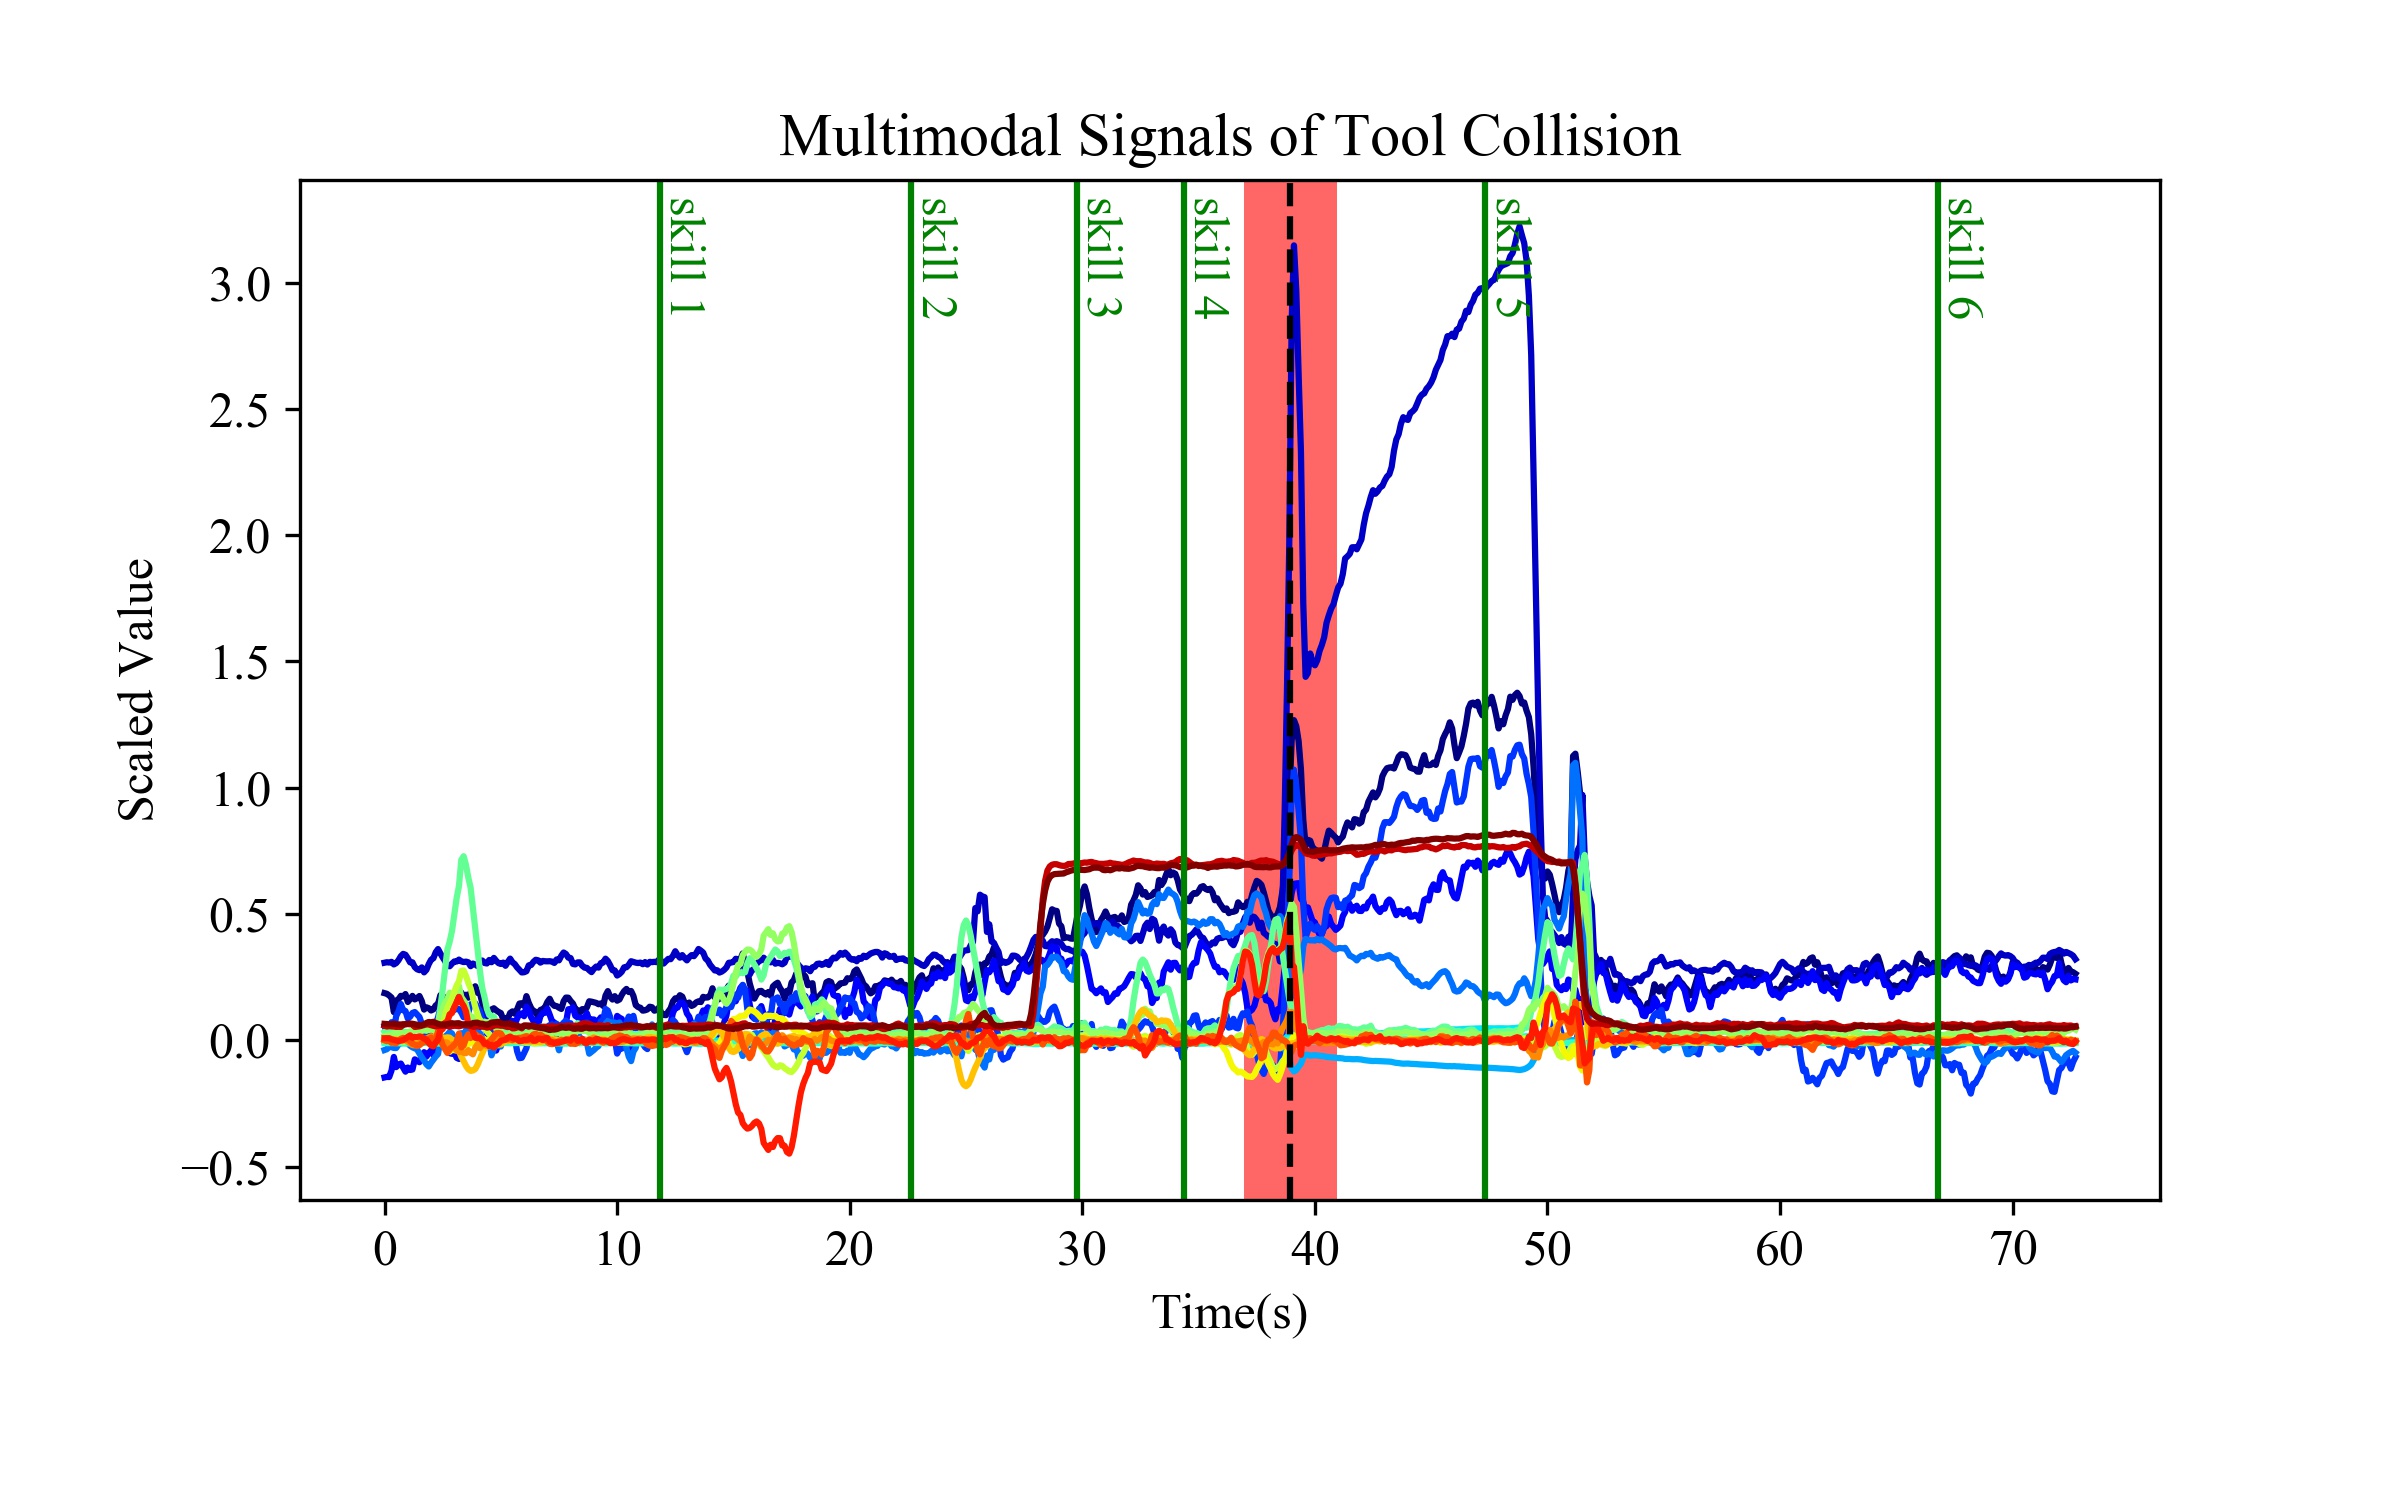 Multimodal Signals of Tool Collision
skill 1
skill 2
skill 3
skill 4
skill 5
skill 6
Scaled Value
3.0
2.5
2.0
1.5
1.0
0.5
0.0
−0.5
0 10 20 30 40 50 60 70
Time(s)